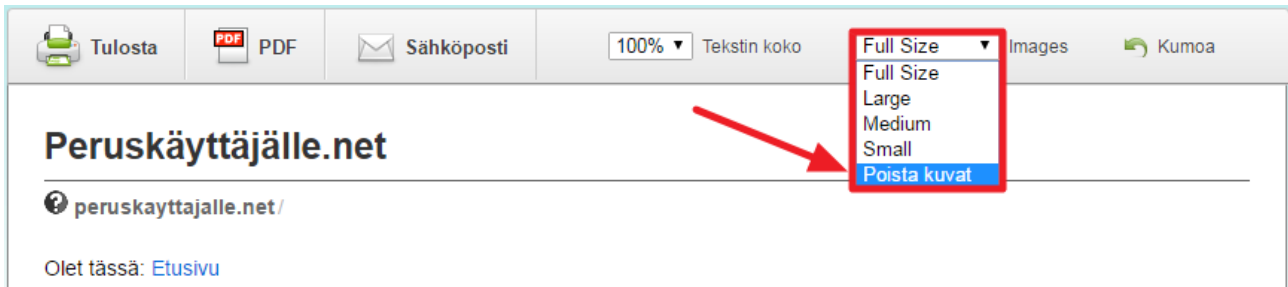 Tulosta PDF PDF Sähköposti 100% Tekstin koko Full Size Images Kumoa
Full Size
Large
Medium
Small
Poista kuvat
Peruskäyttäjälle.net
peruskayttajalle.net/
Olet tässä: Etusivu